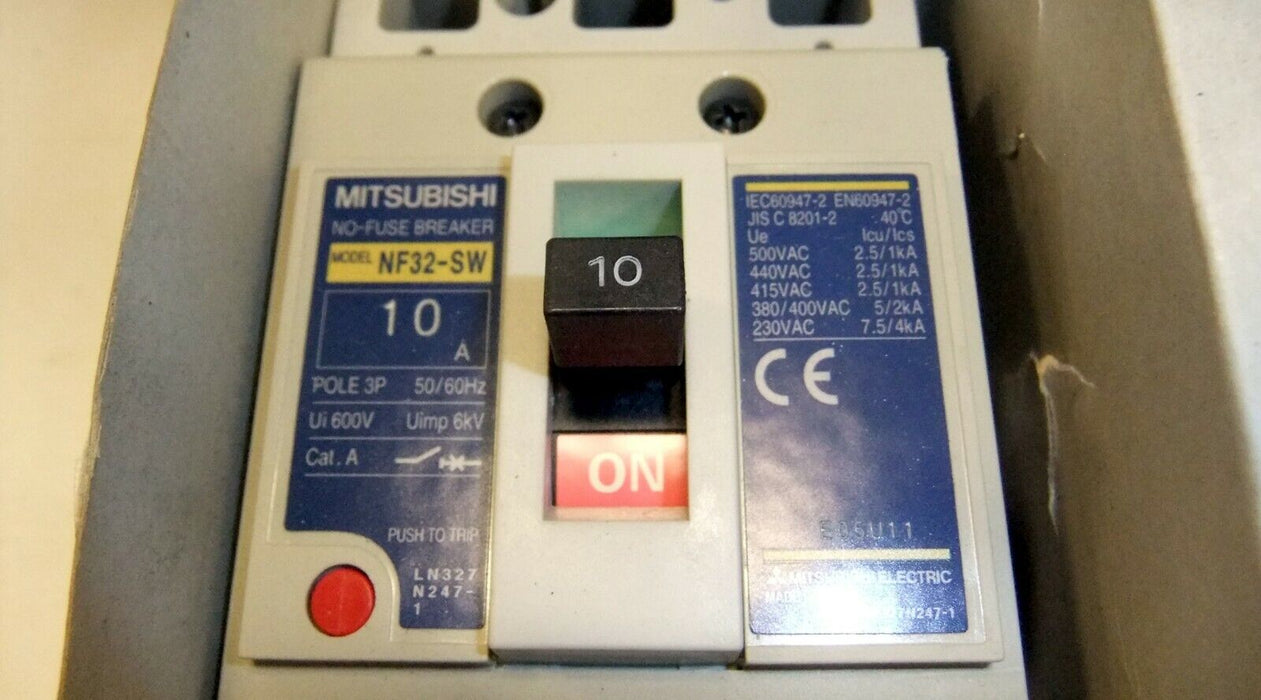 MITSUBISHI
NO-FUSE BREAKER
MODEL NF32-SW
10
A
POLE 3P 50/60Hz
Ui 600V Uimp 6kV
Cat. A
PUSH TO TRIP
LN327
N247-
1
10
ON
IEC60947-2 EN60947-2
JIS C 8201-2 40℃
Ue Icu/Ics
500VAC 2.5/1kA
440VAC 2.5/1kA
415VAC 2.5/1kA
380/400VAC 5/2kA
230VAC 7.5/4kA
CE
ELECTRIC